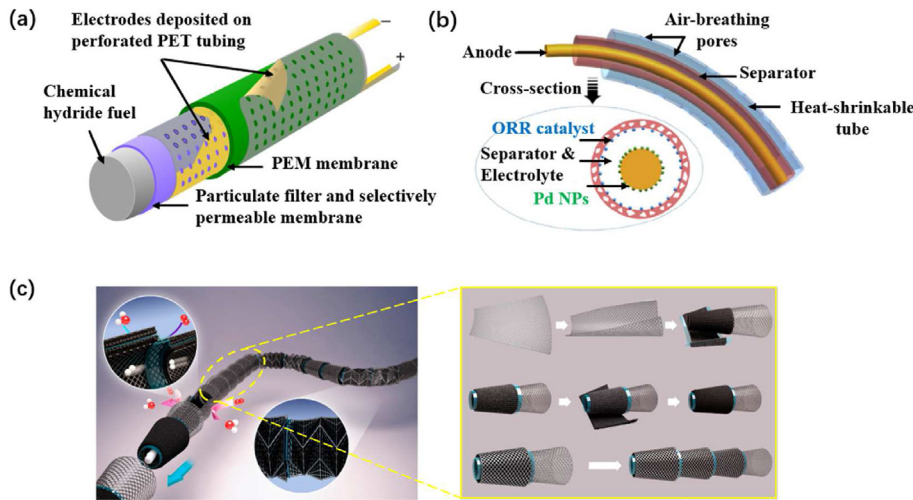 (a)
Electrodes deposited on
perforated PET tubing
−
+
Chemical
hydride fuel
PEM membrane
Particulate filter and selectively
permeable membrane
(b)
Air-breathing
pores
Anode
Separator
Cross-section
Heat-shrinkable
tube
ORR catalyst
Separator &
Electrolyte
Pd NPs
(c)